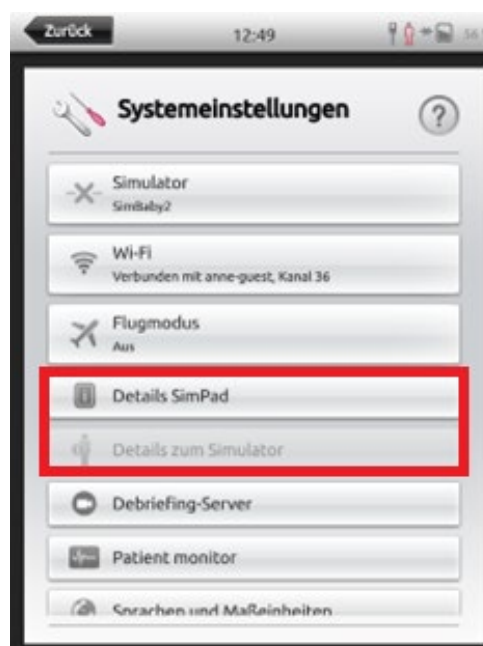 Zurück
12:49
56
Systemeinstellungen
?
Simulator
SimBaby2
Wi-Fi
Verbunden mit anne-guest, Kanal 36
Flugmodus
Aus
Details SimPad
Details zum Simulator
Debriefing-Server
Patient monitor
Sprachen und Maßeinheiten